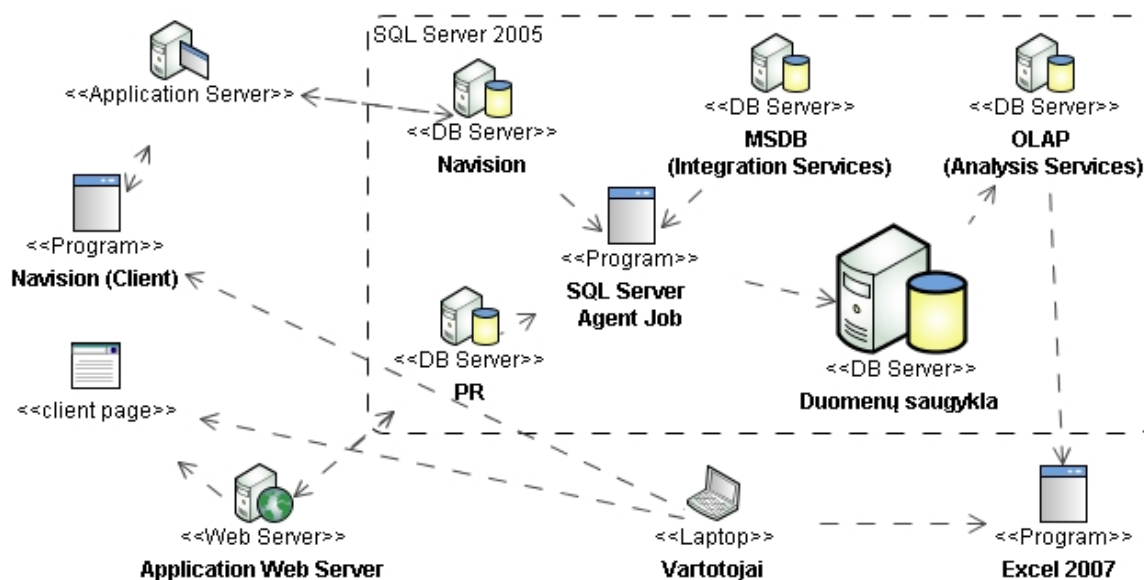 SQL Server 2005
<<Application Server>>
<<DB Server>>
Navision
<<DB Server>>
MSDB
(Integration Services)
<<DB Server>>
OLAP
(Analysis Services)
<<Program>>
Navision (Client)
<<Program>>
SQL Server
Agent Job
<<DB Server>>
PR
<<DB Server>>
Duomenų saugykla
<<client page>>
<<Web Server>>
Application Web Server
<<Laptop>>
Vartotojai
<<Program>>
Excel 2007